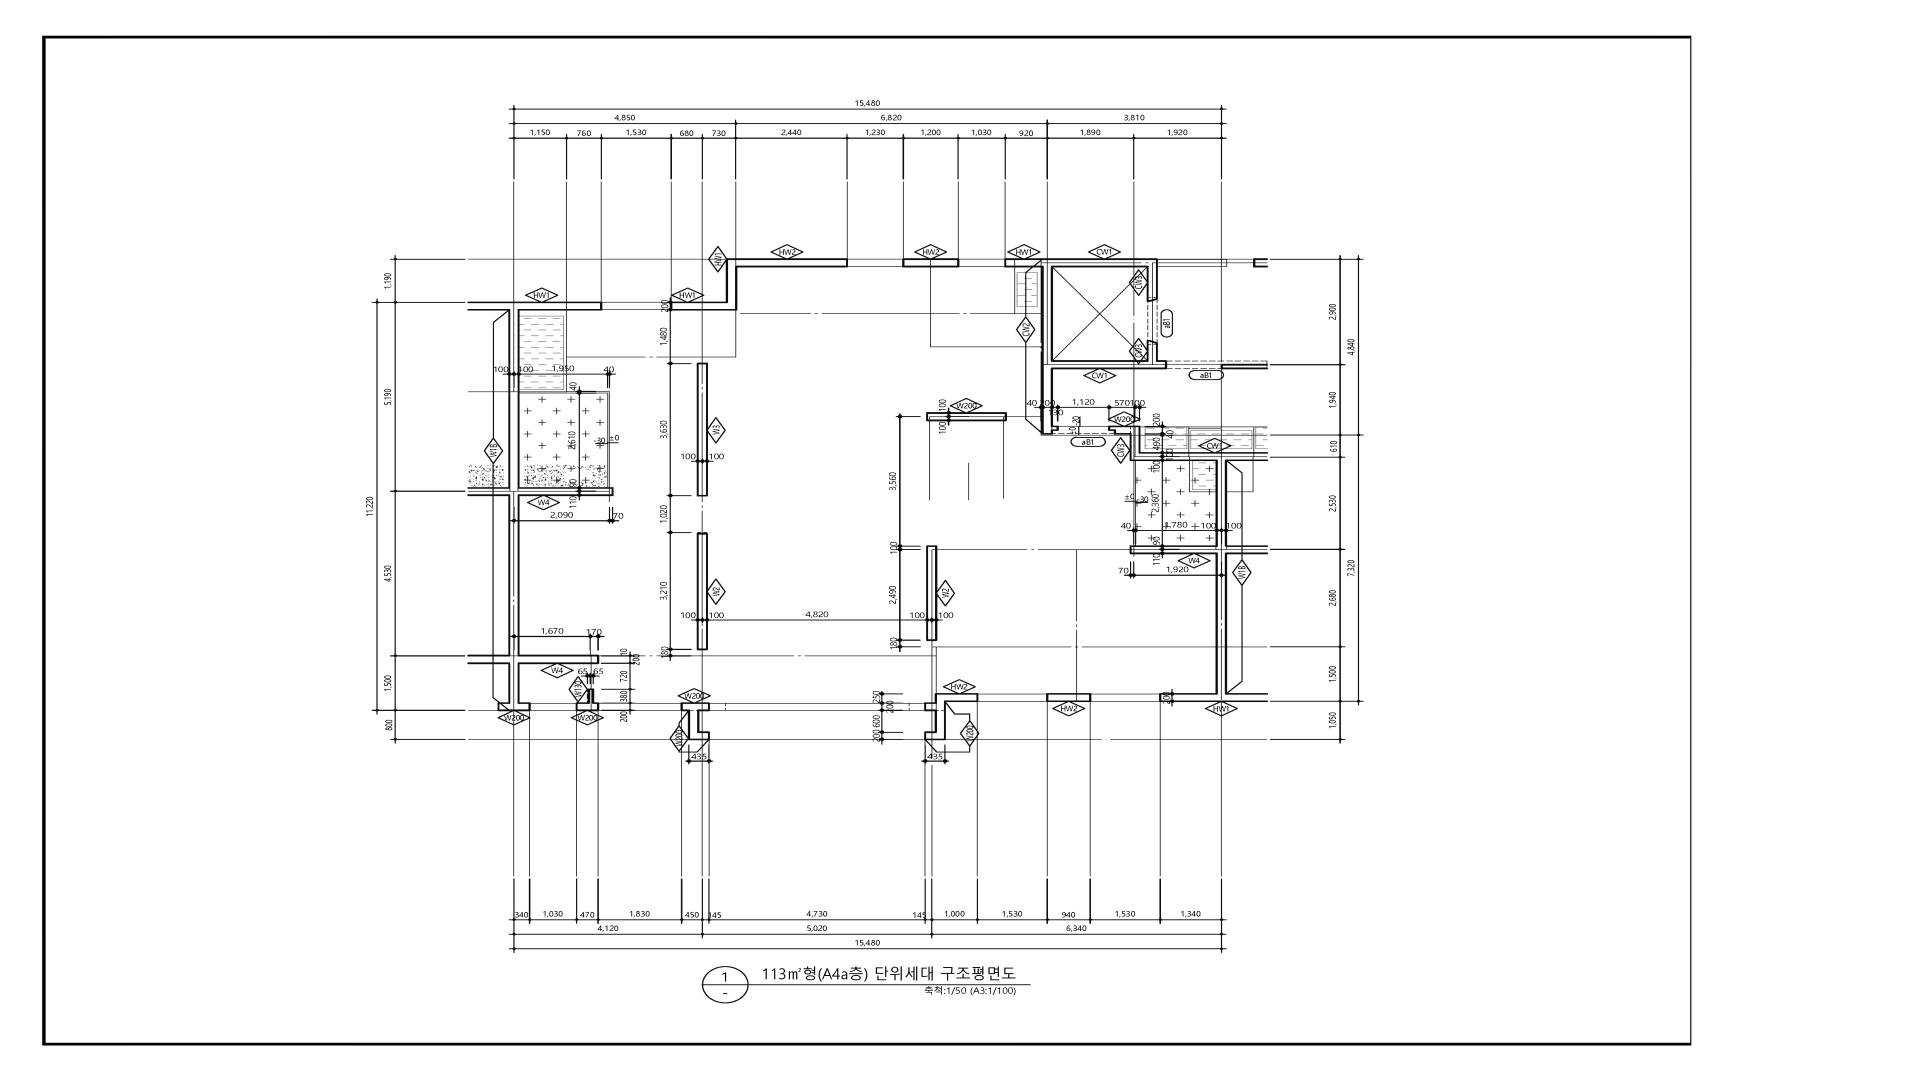 15,480
4,850 6,820 3,810
1,150 760 1,530 680 730 2,440 1,230 1,200 1,030 920 1,890 1,920
HW1 HW2 HW2 HW1 CW1
1,190
CW3
2,900
HW1 HW1
200
aB1
CW2
1,480
4,840
CW3
100 100 1,950 40
CW1 aB1
40
5,190
1,940
100 W200 40 200 1,120 570 100
130
W200 200
3,630 W3 100
±0 -20
40
aB1
2,610 -30 ±0
CW3 490 CW1
610
W1B
100 100
100
3,560
11,220
90
110
±0 -30 2,360
2,530
W4
2,090 70
1,020
40 1,780 100 100
100
90
110
W4
70 1,920
W1B
4,530
7,320
3,210 W2
2,490 W2
2,680
100 100 4,820 100 100
1,670 170
180
10
200
180
W4 65 65
720
1,500
W130
380
1,500
HW2
W200
250
200
200
W200 W200
200
HW2 HW1
800
600
1,050
W200
200
W200
435 435
340 1,030 470 1,830 450 145 4,730 145 1,000 1,530 940 1,530 1,340
4,120 5,020 6,340
15,480
1
-
113㎡형(A4a층) 단위세대 구조평면도
축척:1/50 (A3:1/100)